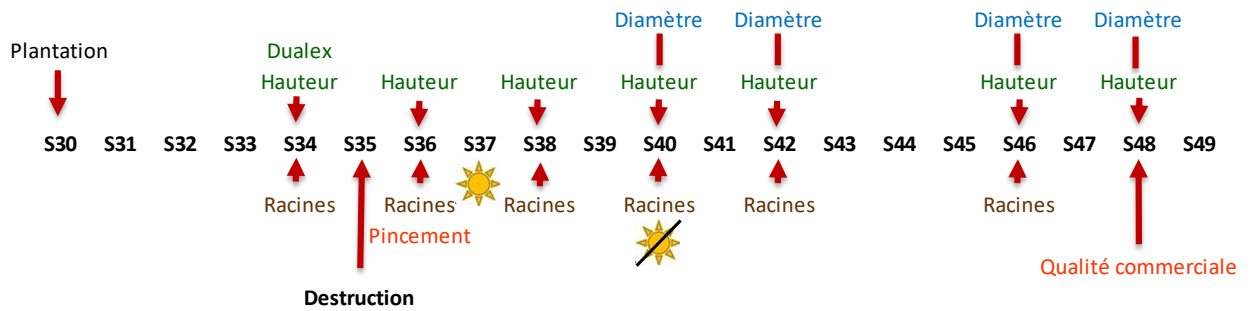 Diamètre Diamètre Diamètre Diamètre
Plantation Dualex
Hauteur Hauteur Hauteur Hauteur Hauteur Hauteur Hauteur
S30 S31 S32 S33 S34 S35 S36 S37 S38 S39 S40 S41 S42 S43 S44 S45 S46 S47 S48 S49
Racines Racines Racines Racines Racines Racines
Pincement
Qualité commerciale
Destruction